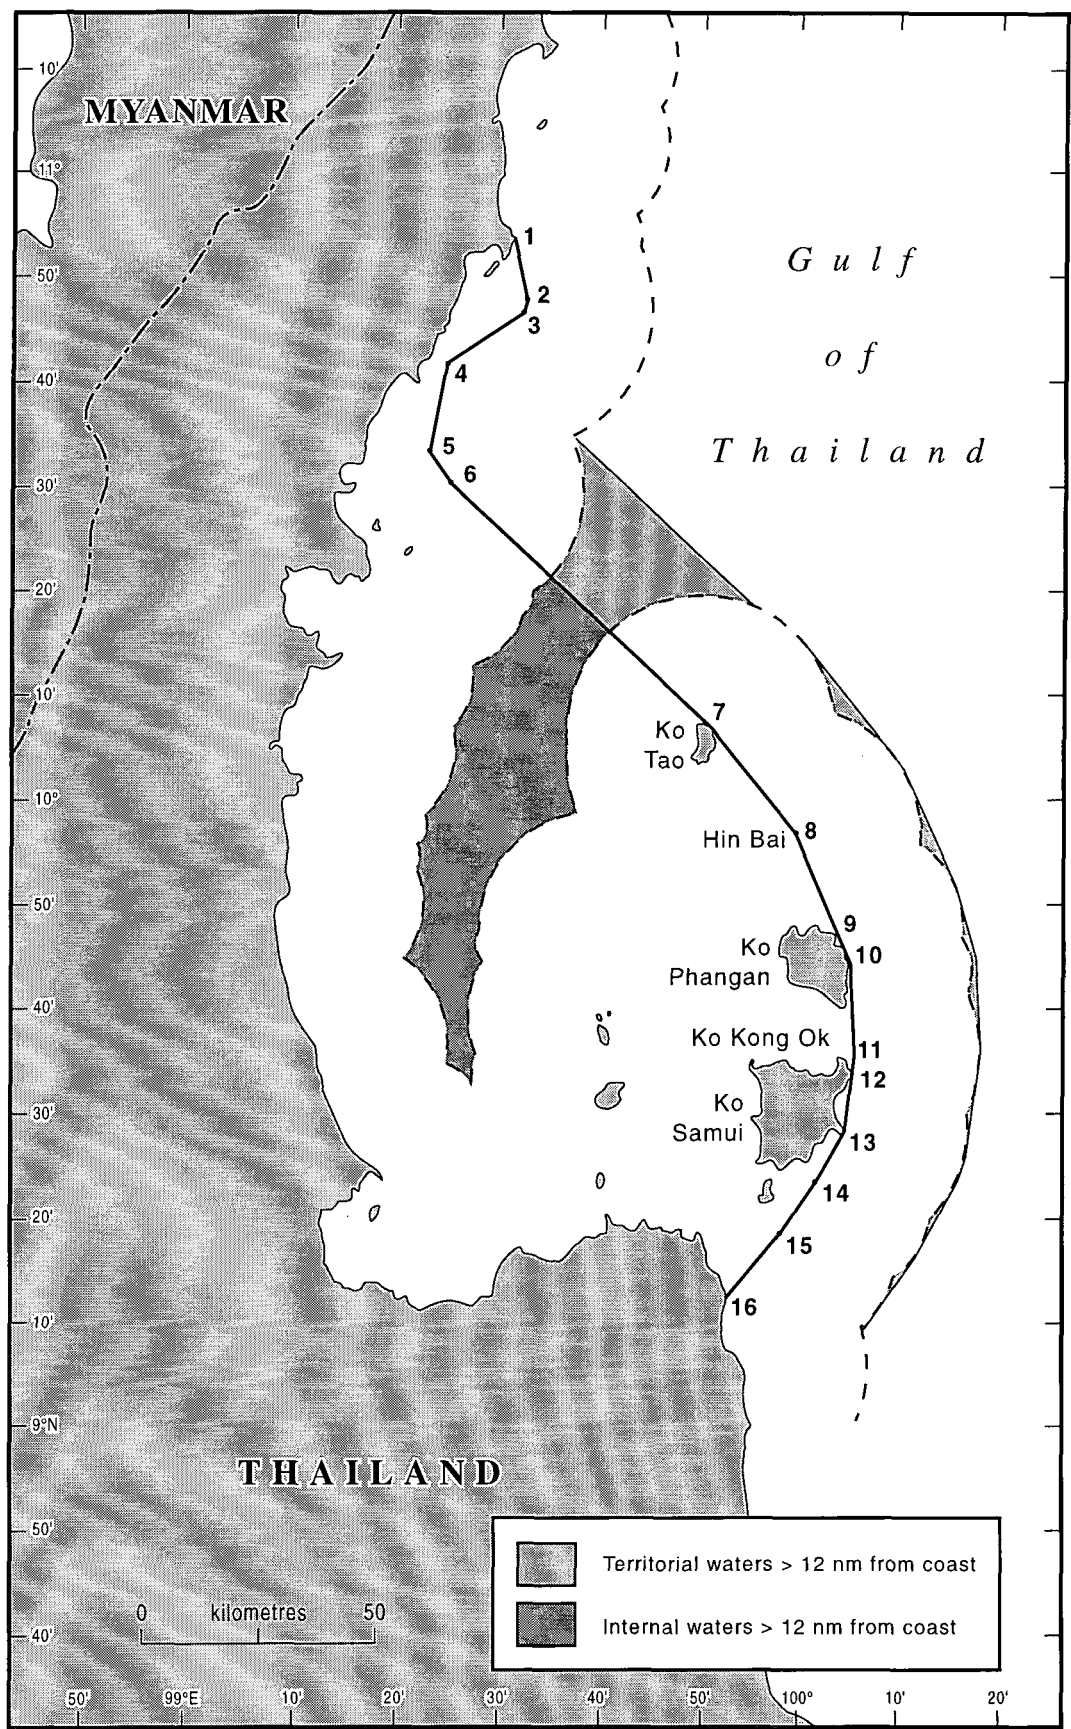 10'
MYANMAR
11°
1
Gulf
50'
2
3
of
4
40'
5
Thailand
6
30'
20'
10'
7
Ko
Tao
10°
8
Hin Bai
50'
9
Ko
10
Phangan
40'
Ko Kong Ok
11
12
30'
Ko
Samui
13
14
20'
15
16
10'
9°N
THAILAND
50'
Territorial waters > 12 nm from coast
0 kilometres 50
Internal waters > 12 nm from coast
40'
50' 99°E 10' 20' 30' 40' 50' 100° 10' 20'